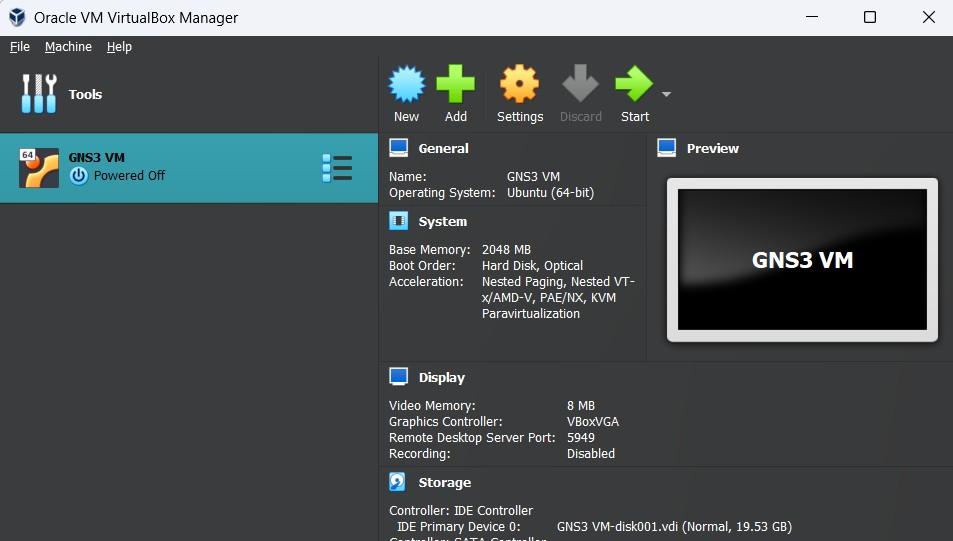 Oracle VM VirtualBox Manager
File Machine Help
Tools
New Add Settings Discard Start
64
GNS3 VM
Powered Off
General
Name: GNS3 VM
Operating System: Ubuntu (64-bit)
System
Base Memory: 2048 MB
Boot Order: Hard Disk, Optical
Acceleration: Nested Paging, Nested VT-
x/AMD-V, PAE/NX, KVM
Paravirtualization
Preview
GNS3 VM
Display
Video Memory: 8 MB
Graphics Controller: VBoxVGA
Remote Desktop Server Port: 5949
Recording: Disabled
Storage
Controller: IDE Controller
IDE Primary Device 0: GNS3 VM-disk001.vdi (Normal, 19.53 GB)